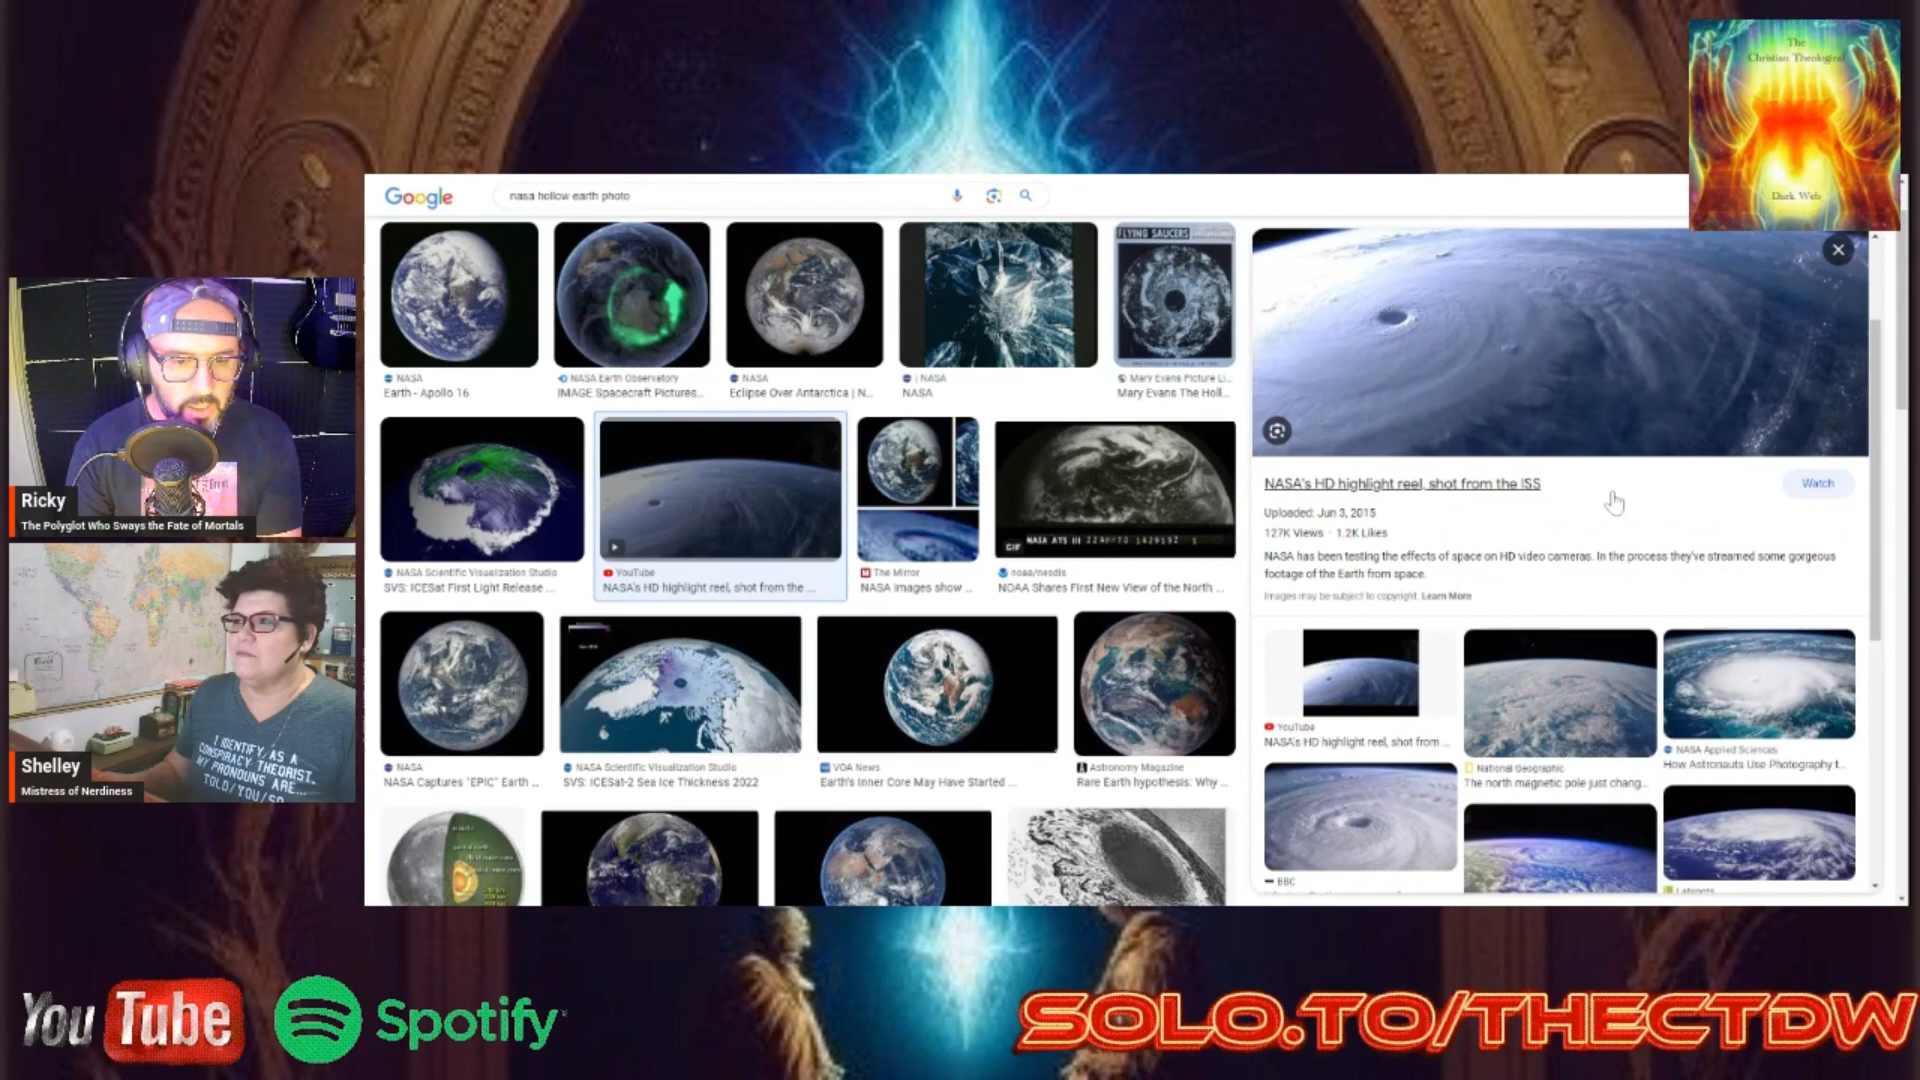 The
Christian Theological
Dark Web
Google
nasa hollow earth photo
NASA
Earth - Apollo 16
NASA Earth Observatory
IMAGE Spacecraft Pictures...
NASA
Eclipse Over Antarctica | N...
| NASA
NASA
FLYING SAUCERS
Mary Evans Picture Li...
Mary Evans The Holl...
NASA Scientific Visualization Studio
SVS: ICESat First Light Release ...
YouTube
NASA's HD highlight reel, shot from the ...
The Mirror
NASA images show ...
GIF
NASA ATS III
noaa/nesdis
NOAA Shares First New View of the North ...
NASA
NASA Captures "EPIC" Earth ...
NASA Scientific Visualization Studio
SVS: ICESat-2 Sea Ice Thickness 2022
VOA News
Earth's Inner Core May Have Started ...
Astronomy Magazine
Rare Earth hypothesis: Why ...
NASA's HD highlight reel, shot from the ISS
Watch
Uploaded: Jun 3, 2015
127K Views · 1.2K Likes
NASA has been testing the effects of space on HD video cameras. In the process they've streamed some gorgeous
footage of the Earth from space.
Images may be subject to copyright. Learn More
YouTube
NASA's HD highlight reel, shot from ...
National Geographic
The north magnetic pole just chang...
NASA Applied Sciences
How Astronauts Use Photography t...
BBC
Ricky
The Polyglot Who Sways the Fate of Mortals
I IDENTIFY AS A
CONSPIRACY THEORIST.
MY PRONOUNS ARE...
TOLD/YOU/SO
Shelley
Mistress of Nerdiness
YouTube
Spotify
SOLO.TO/THECTDW